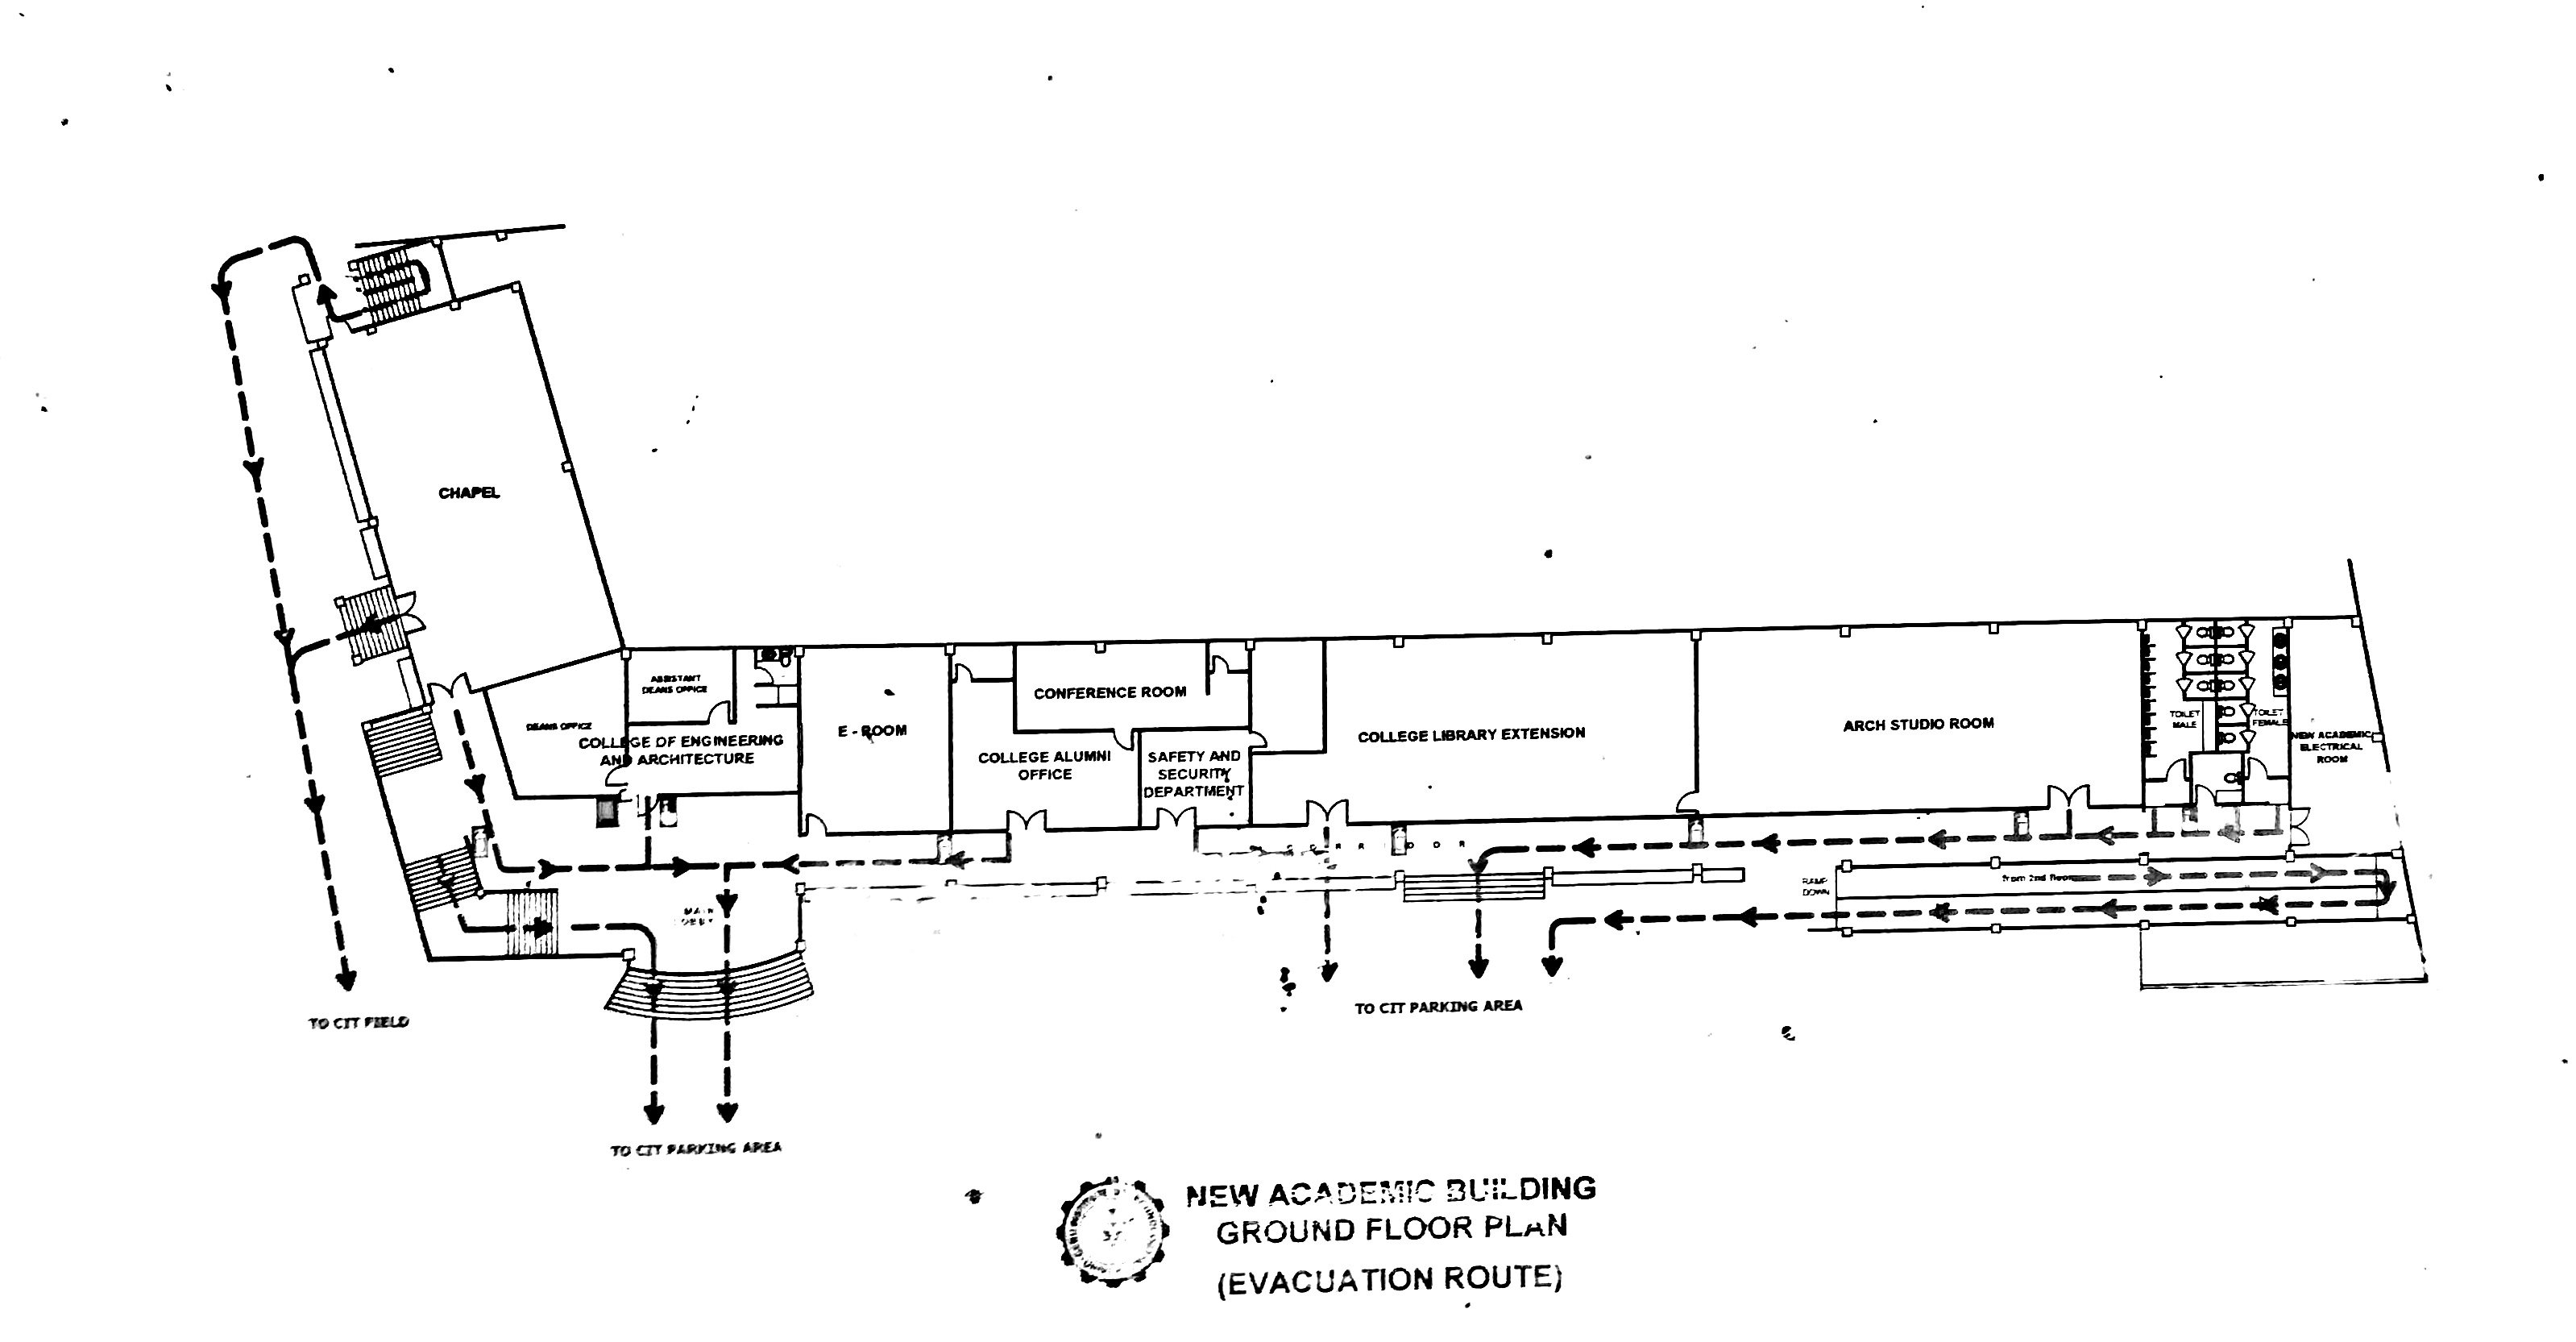 CHAPEL
ASSISTANT
DEANS OFFICE
DEANS OFFICE
COLLEGE OF ENGINEERING
AND ARCHITECTURE
E - ROOM
CONFERENCE ROOM
COLLEGE ALUMNI
OFFICE
SAFETY AND
SECURITY
DEPARTMENT
COLLEGE LIBRARY EXTENSION
ARCH STUDIO ROOM
TOILET
MALE
TOILET
FEMALE
NEW ACADEMIC
ELECTRICAL
ROOM
CORRIDOR
RAMP
DOWN
from 2nd floor
MAIN
LOBBY
TO CIT FIELD
TO CIT PARKING AREA
TO CIT PARKING AREA
NEW ACADEMIC BUILDING
GROUND FLOOR PLAN
(EVACUATION ROUTE)